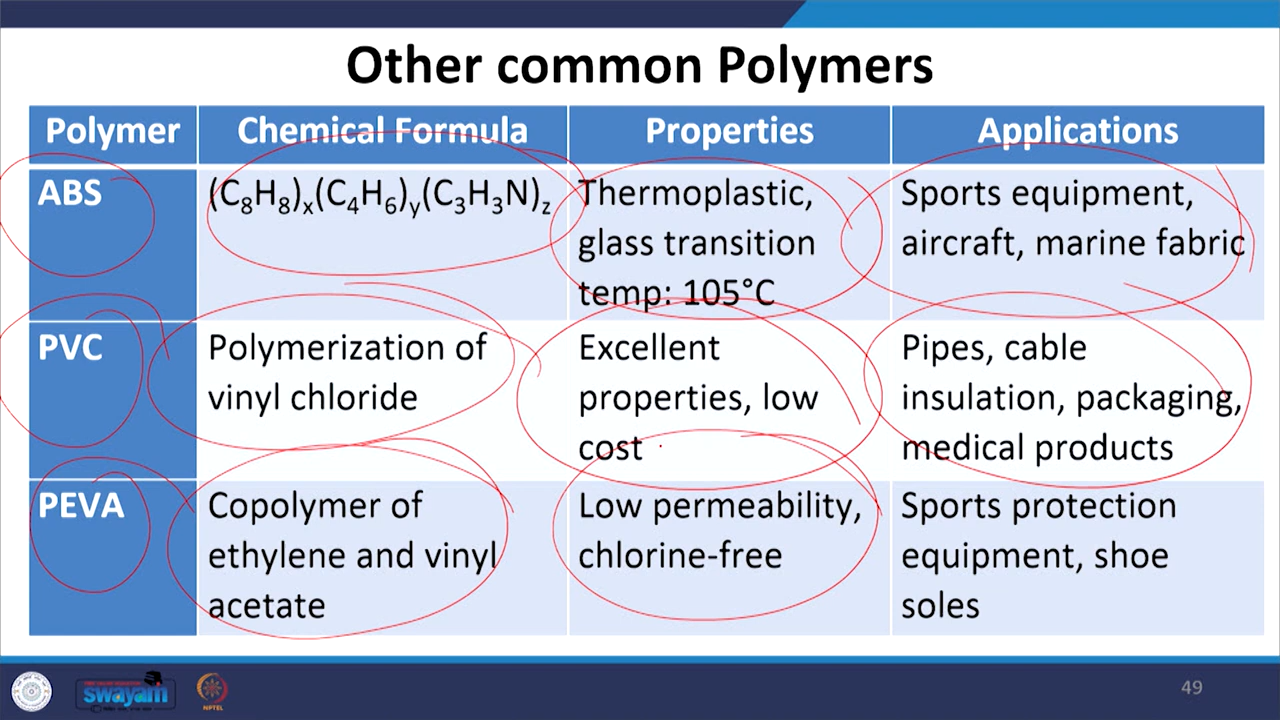 Other common Polymers
Polymer Chemical Formula Properties Applications
ABS (C₈H₈)ₓ(C₄H₆)ᵧ(C₃H₃N)z Thermoplastic, glass transition temp: 105°C Sports equipment, aircraft, marine fabric
PVC Polymerization of vinyl chloride Excellent properties, low cost Pipes, cable insulation, packaging, medical products
PEVA Copolymer of ethylene and vinyl acetate Low permeability, chlorine-free Sports protection equipment, shoe soles
swayam
NPTEL
49